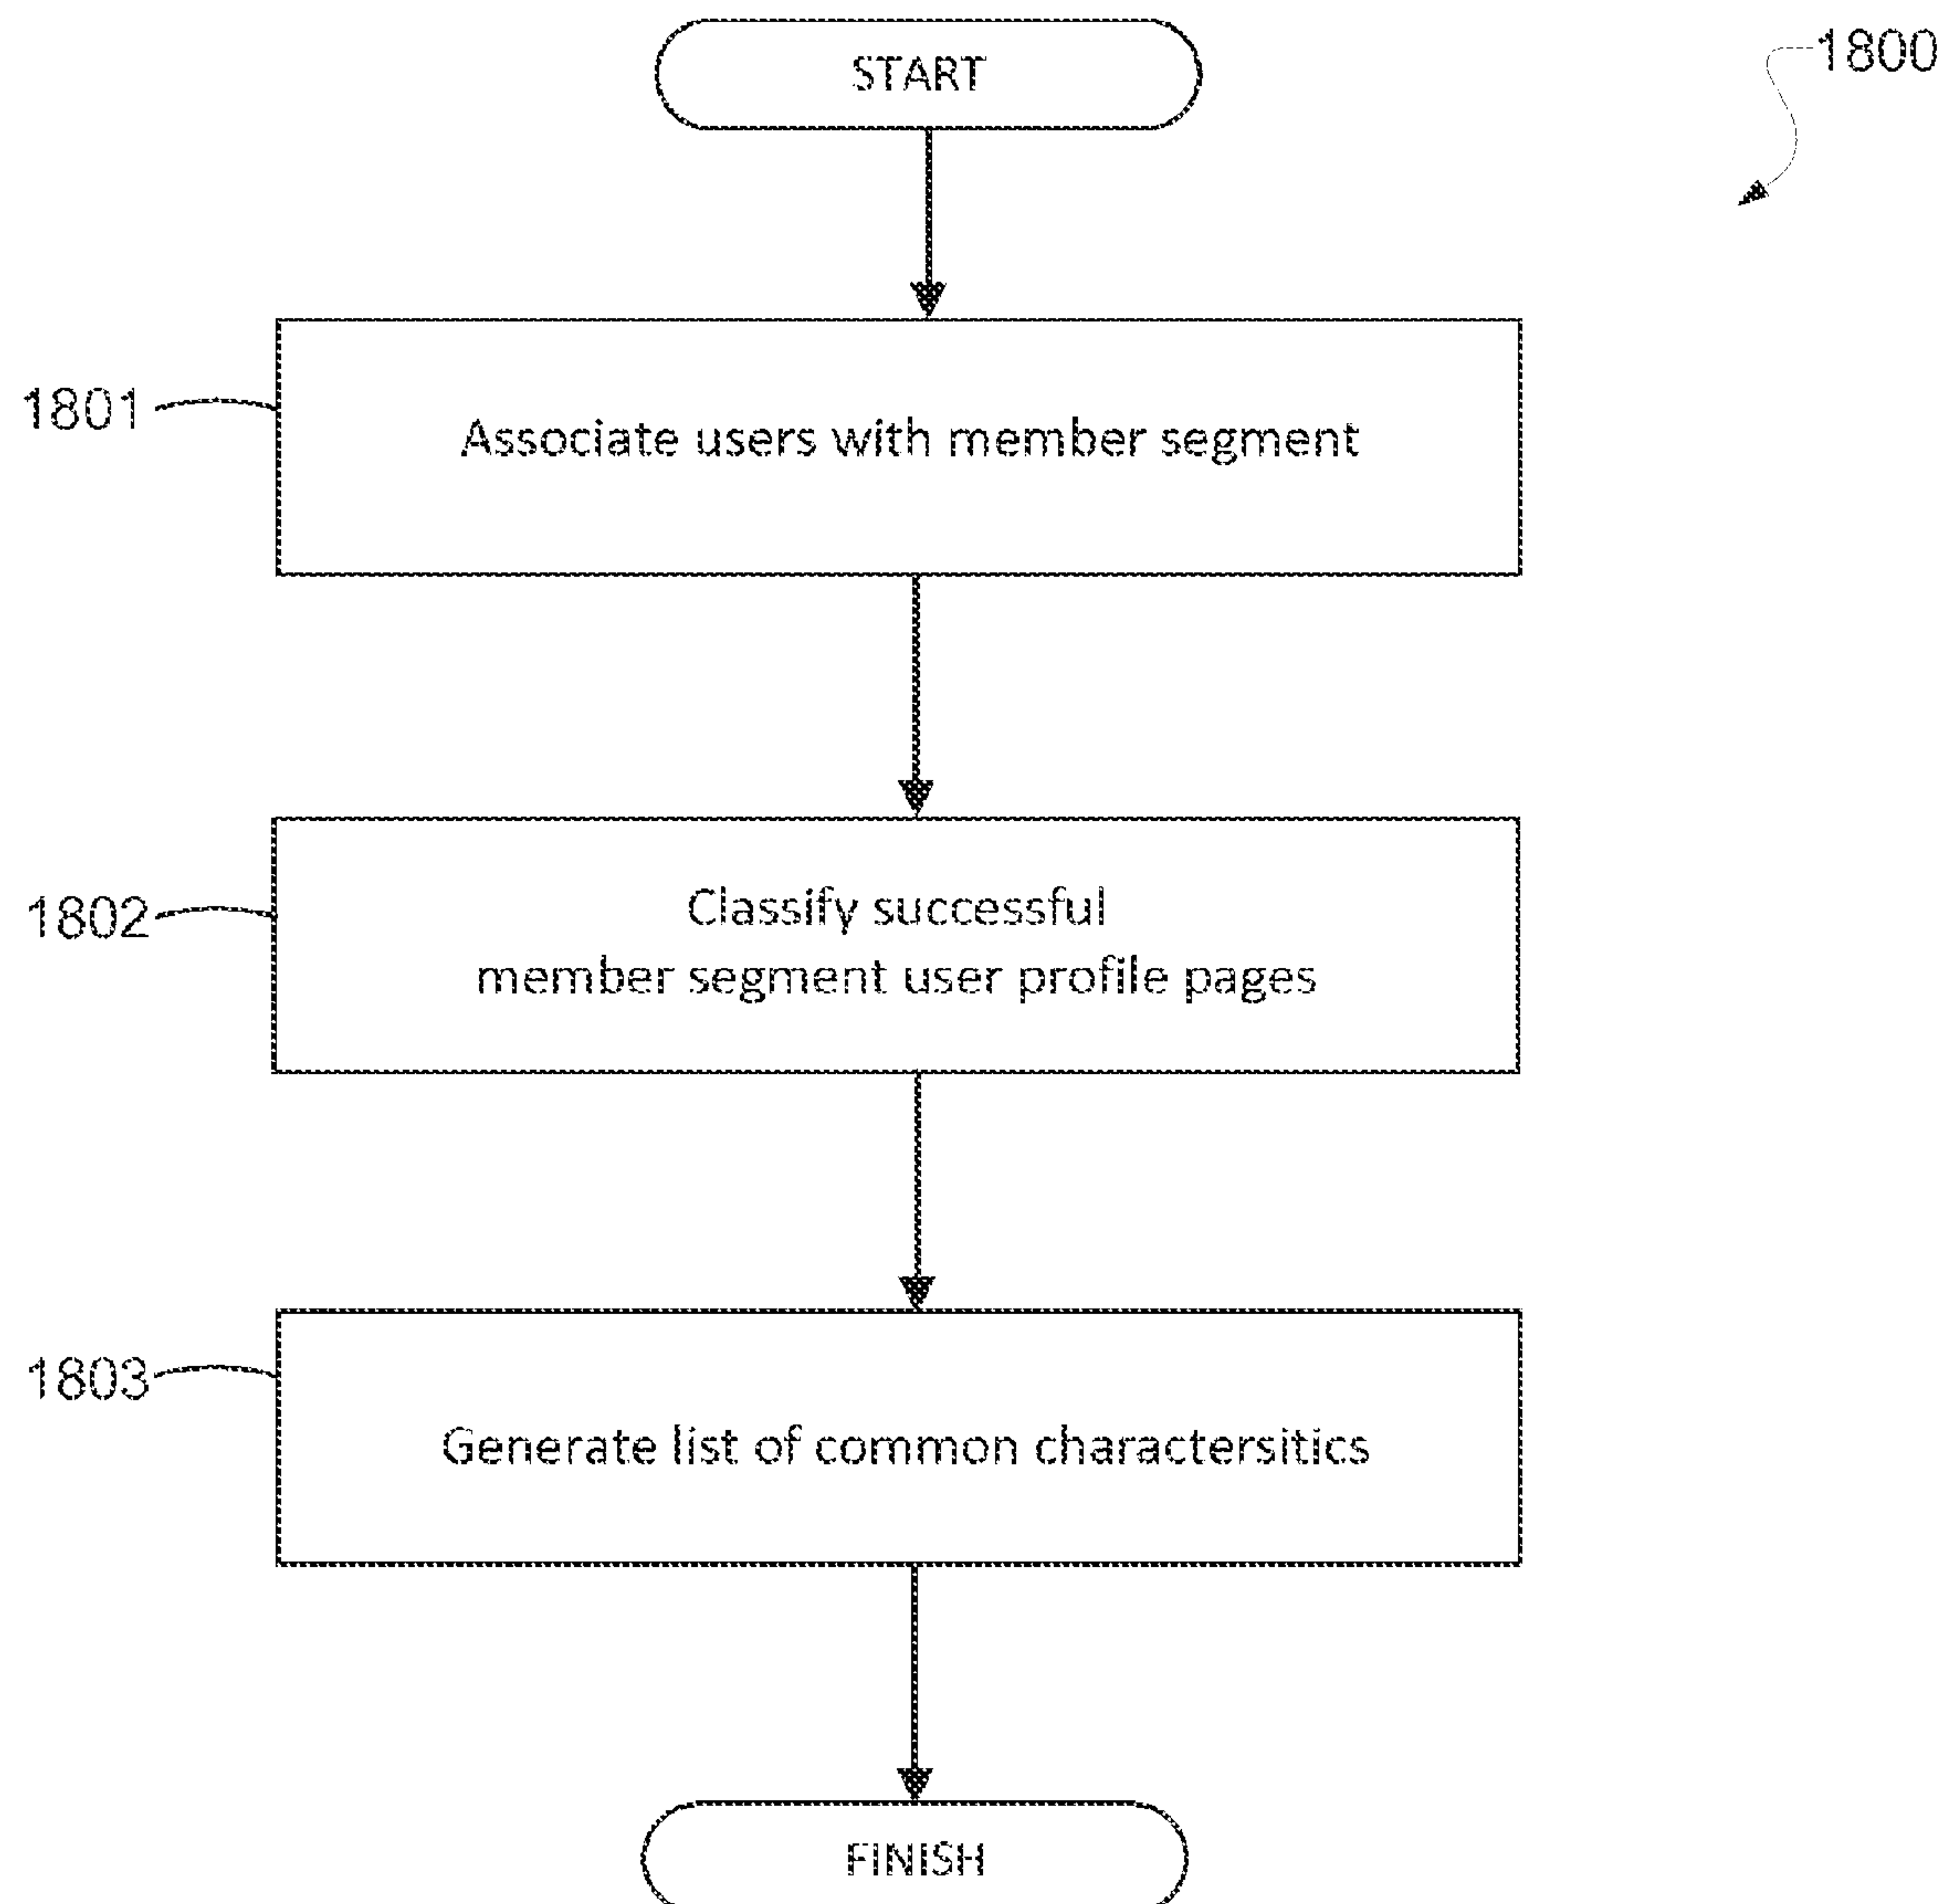 START
1800
1801
Associate users with member segment
1802
Classify successful
member segment user profile pages
1803
Generate list of common charactersitics
FINISH